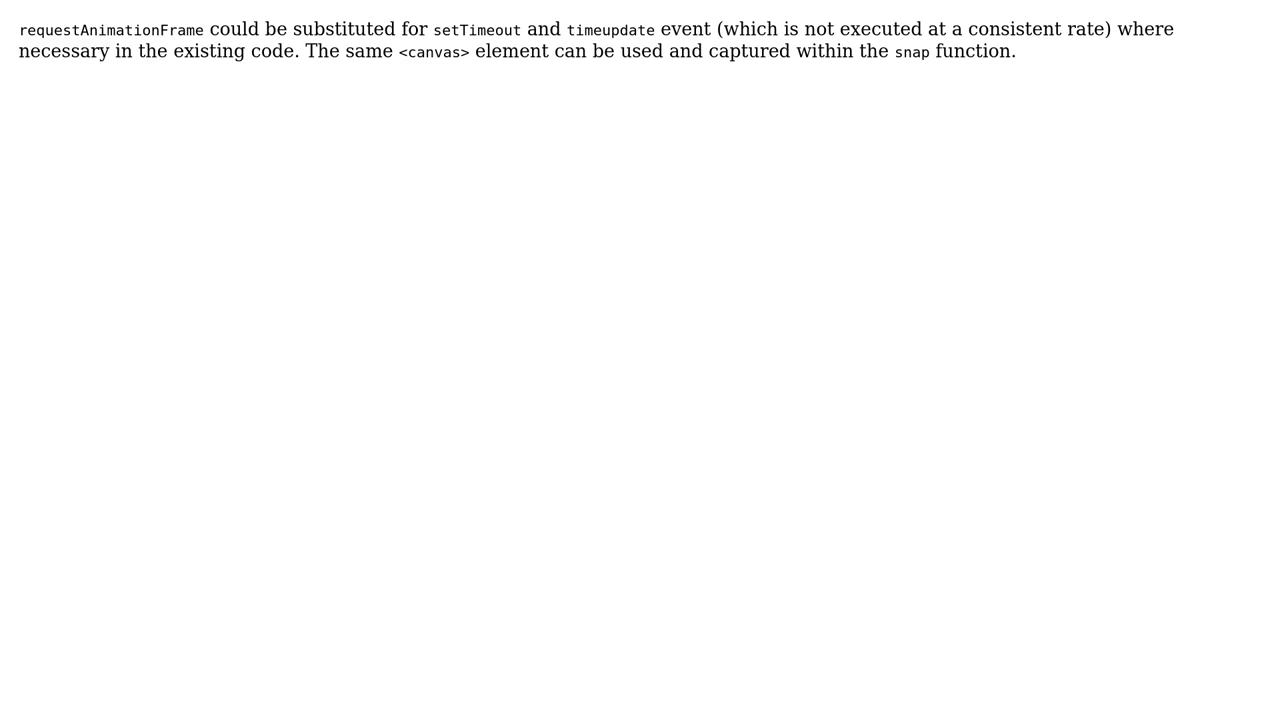 requestAnimationFrame could be substituted for setTimeout and timeupdate event (which is not executed at a consistent rate) where
necessary in the existing code. The same <canvas> element can be used and captured within the snap function.